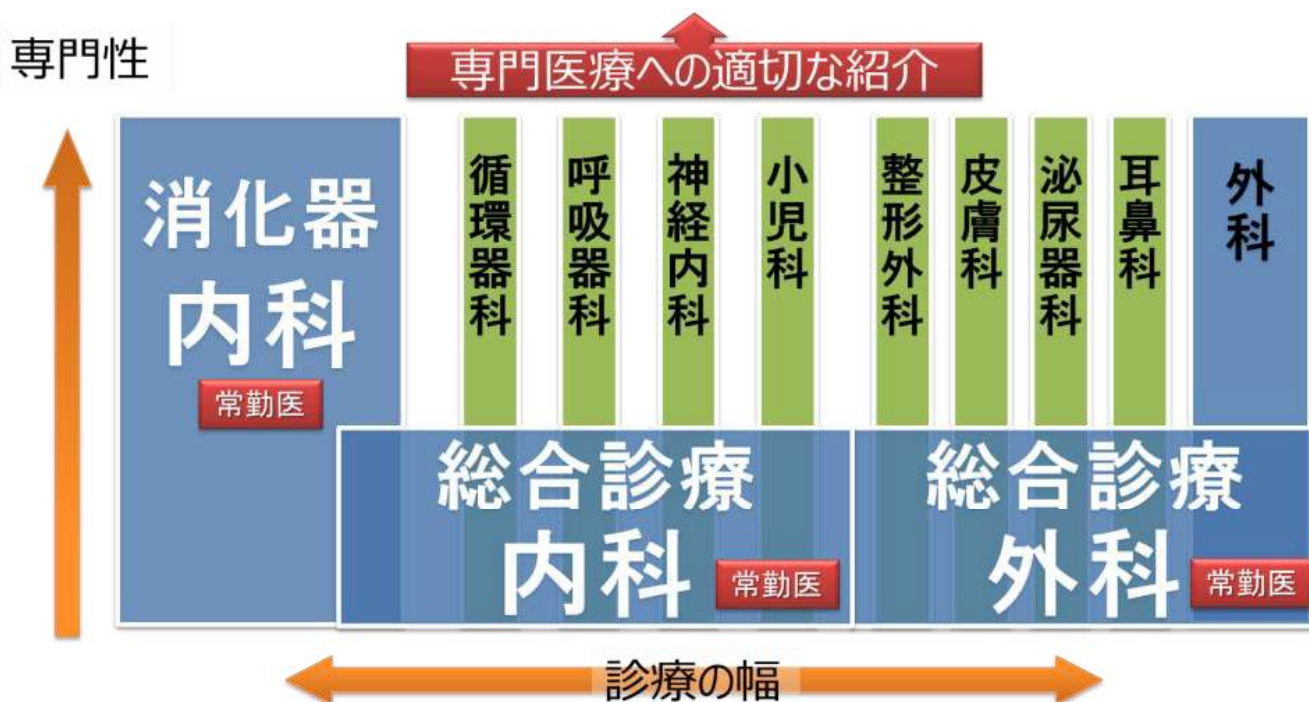 専門性
専門医療への適切な紹介
消化器
内科
常勤医
循環器科
呼吸器科
神経内科
小児科
整形外科
皮膚科
泌尿器科
耳鼻科
外科
総合診療
内科
常勤医
総合診療
外科
常勤医
診療の幅